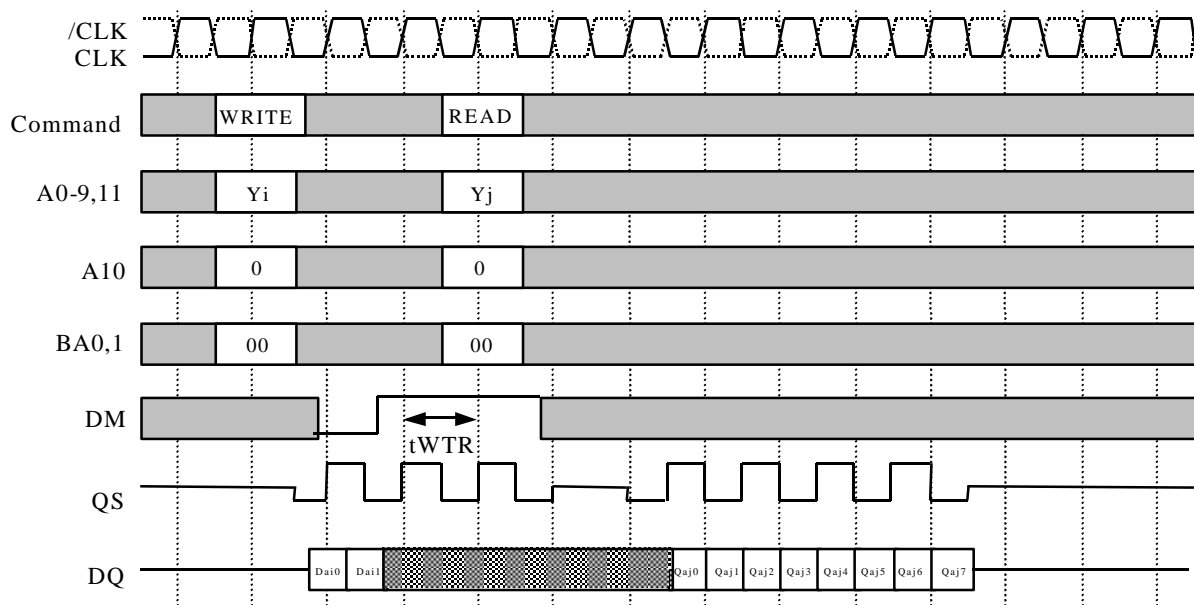 /CLK
CLK
Command WRITE READ
A0-9,11 Yi Yj
A10 0 0
BA0,1 00 00
DM
tWTR
QS
DQ Dai0 Dai1 Qaj0 Qaj1 Qaj2 Qaj3 Qaj4 Qaj5 Qaj6 Qaj7